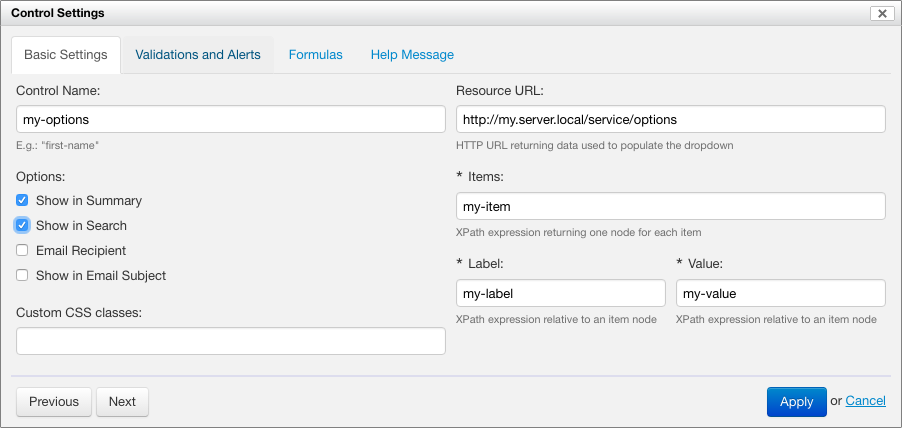 Control Settings
Basic Settings
Validations and Alerts
Formulas
Help Message
Control Name:
my-options
E.g.: "first-name"
Options:
Show in Summary
Show in Search
Email Recipient
Show in Email Subject
Custom CSS classes:
Resource URL:
http://my.server.local/service/options
HTTP URL returning data used to populate the dropdown
* Items:
my-item
XPath expression returning one node for each item
* Label:
my-label
XPath expression relative to an item node
* Value:
my-value
XPath expression relative to an item node
Previous
Next
Apply or Cancel